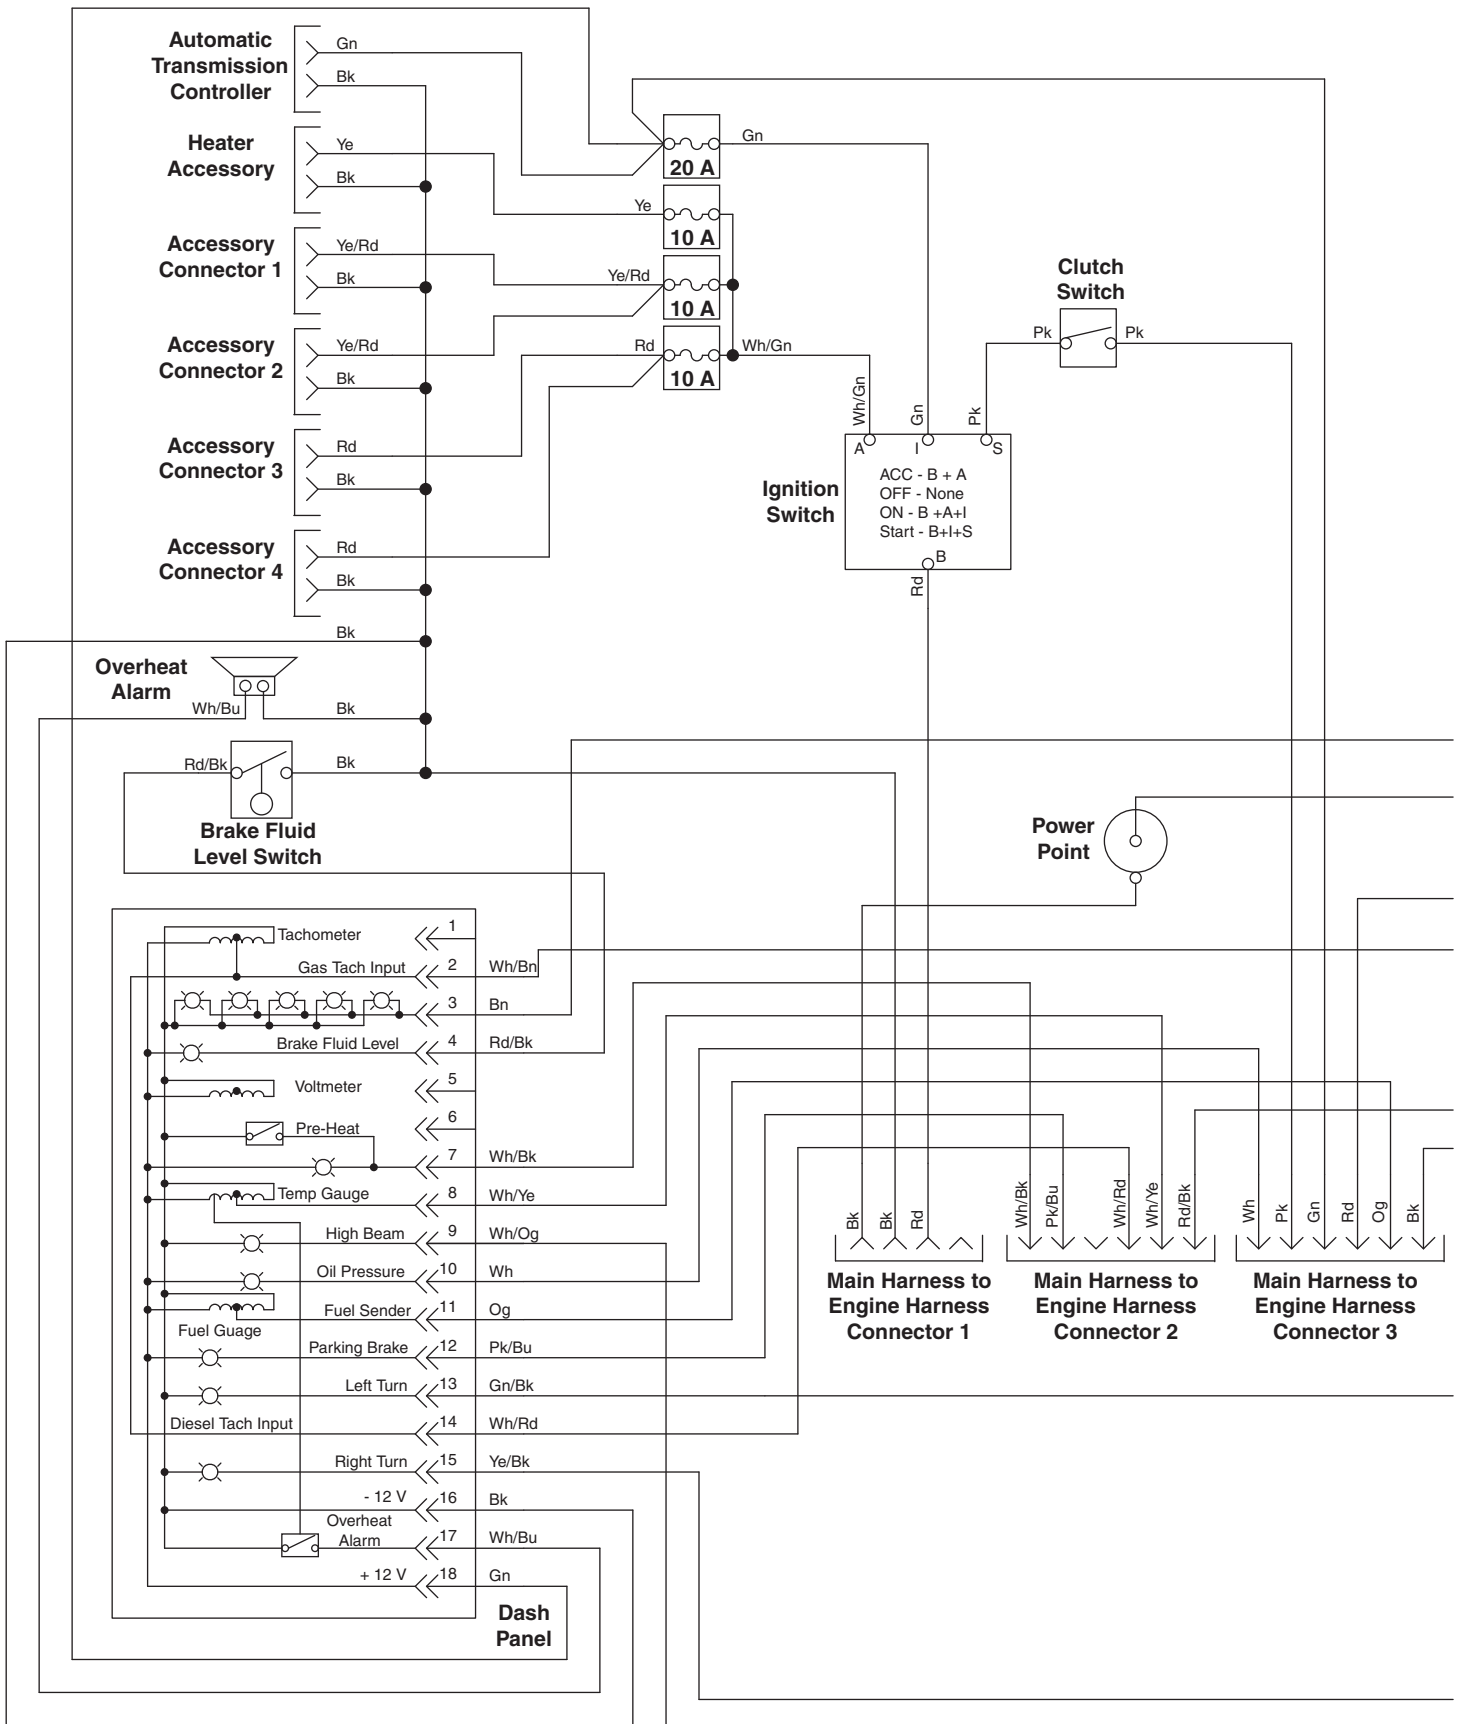 Automatic
Transmission
Controller
Gn
Bk
Heater
Accessory
Ye
Bk
Accessory
Connector 1
Ye/Rd
Bk
Accessory
Connector 2
Ye/Rd
Bk
Accessory
Connector 3
Rd
Bk
Accessory
Connector 4
Rd
Bk
Bk
20 A
Gn
Ye
10 A
Ye/Rd
10 A
Rd
10 A
Wh/Gn
Clutch
Switch
Pk
Pk
Wh/Gn
Gn
Pk
A
I
S
Ignition
Switch
ACC - B + A
OFF - None
ON - B +A+I
Start - B+I+S
B
Rd
Overheat
Alarm
Wh/Bu
Bk
Rd/Bk
Bk
Brake Fluid
Level Switch
Power
Point
Tachometer
1
Gas Tach Input
2
Wh/Bn
3
Bn
Brake Fluid Level
4
Rd/Bk
Voltmeter
5
Pre-Heat
6
7
Wh/Bk
Temp Gauge
8
Wh/Ye
High Beam
9
Wh/Og
Oil Pressure
10
Wh
Fuel Sender
11
Og
Fuel Guage
Parking Brake
12
Pk/Bu
Left Turn
13
Gn/Bk
Diesel Tach Input
14
Wh/Rd
Right Turn
15
Ye/Bk
- 12 V
16
Bk
Overheat
Alarm
17
Wh/Bu
+ 12 V
18
Gn
Dash
Panel
Bk
Bk
Rd
Main Harness to
Engine Harness
Connector 1
Wh/Bk
Pk/Bu
Wh/Rd
Wh/Ye
Rd/Bk
Main Harness to
Engine Harness
Connector 2
Wh
Pk
Gn
Rd
Og
Bk
Main Harness to
Engine Harness
Connector 3